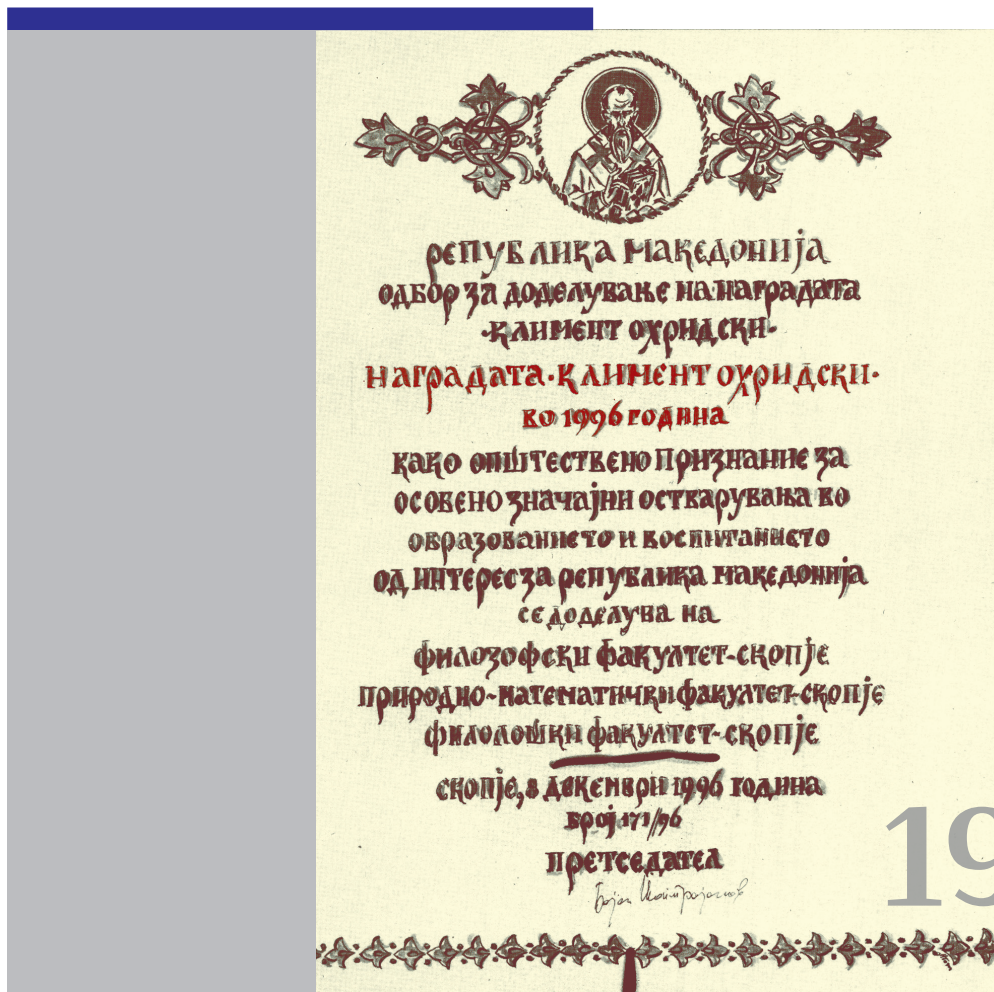 република македонија
одбор за доделување на наградата
·климент охридски·
наградата·климент охридски·
во 1996 година
како општествено признание за
особено значајни остварувања во
образованието и воспитанието
од интерес за република македонија
се доделува на
филозофски факултет-скопје
природно-математички факултет-скопје
филолошки факултет-скопје
скопје, 8 декември 1996 година
број 171/96
претседател
19